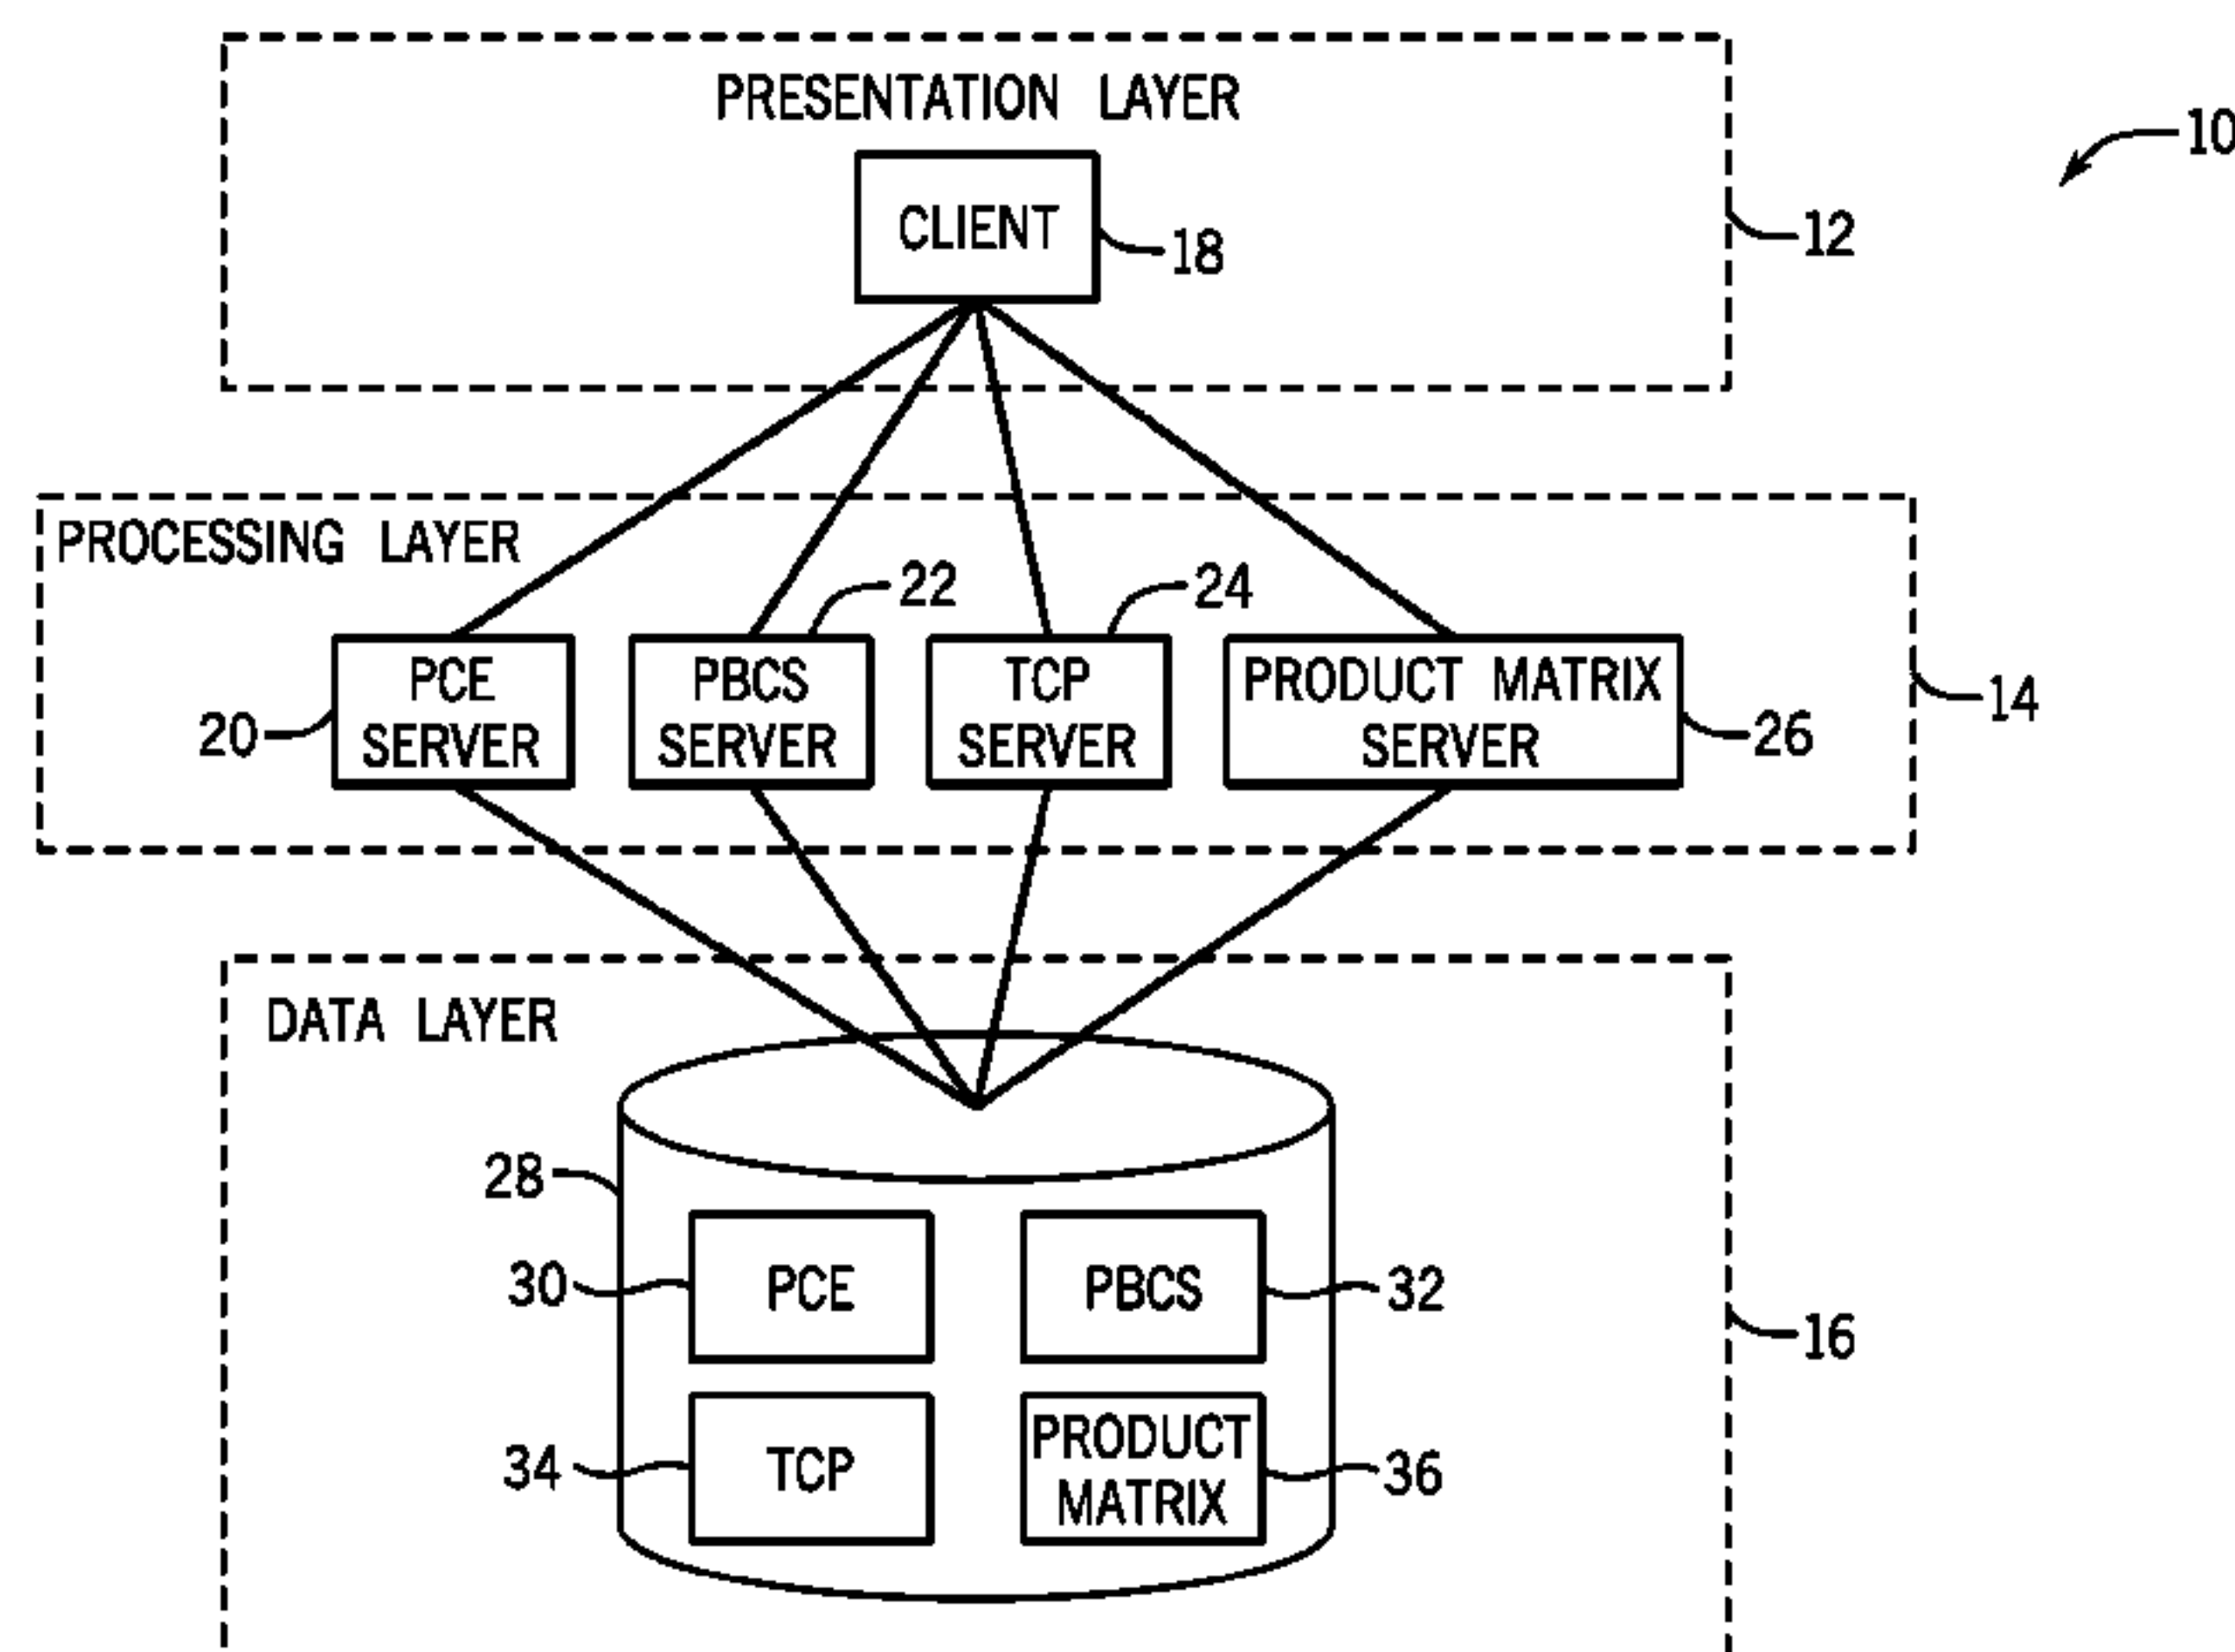 PRESENTATION LAYER
10
CLIENT
12
18
PROCESSING LAYER
22
24
PCE
SERVER
PBCS
SERVER
TCP
SERVER
PRODUCT MATRIX
SERVER
20
26
14
DATA LAYER
28
30
PCE
PBCS
32
16
34
TCP
PRODUCT
MATRIX
36